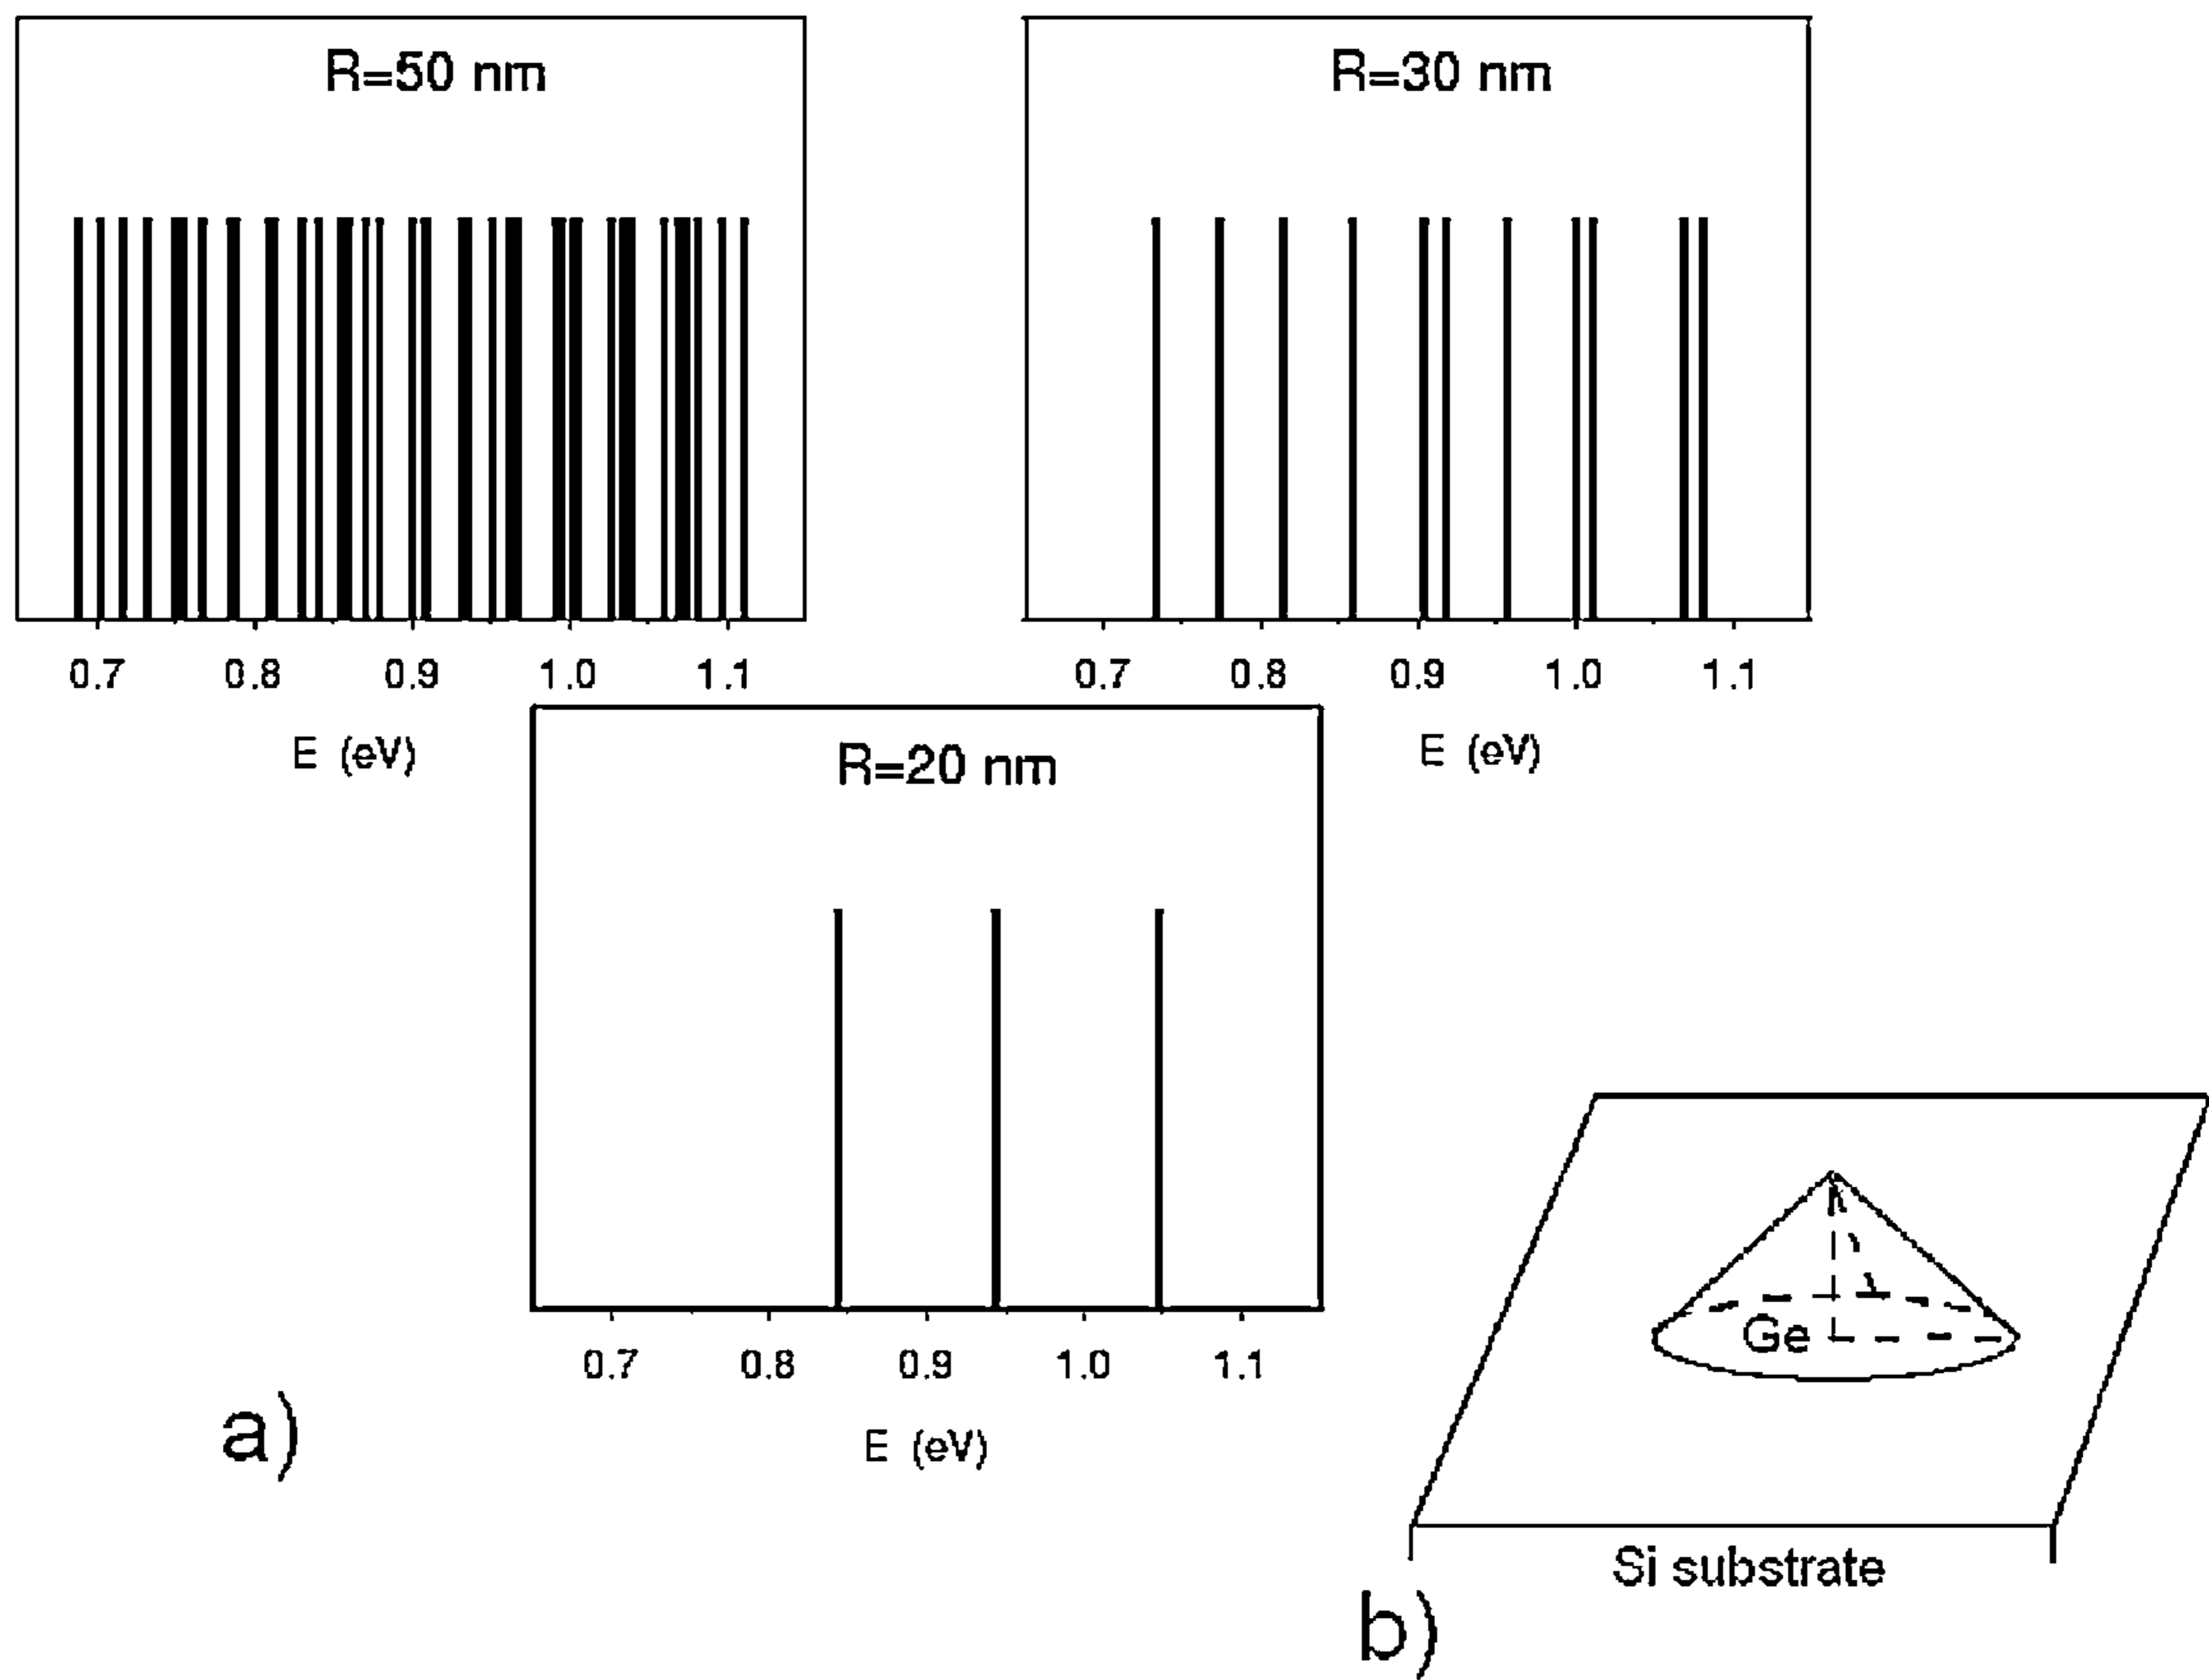 R=50 nm
0.7 0.8 0.9 1.0 1.1
E (eV)
R=30 nm
0.7 0.8 0.9 1.0 1.1
E (eV)
R=20 nm
0.7 0.8 0.9 1.0 1.1
E (eV)
a)
Ge
Si substrate
b)